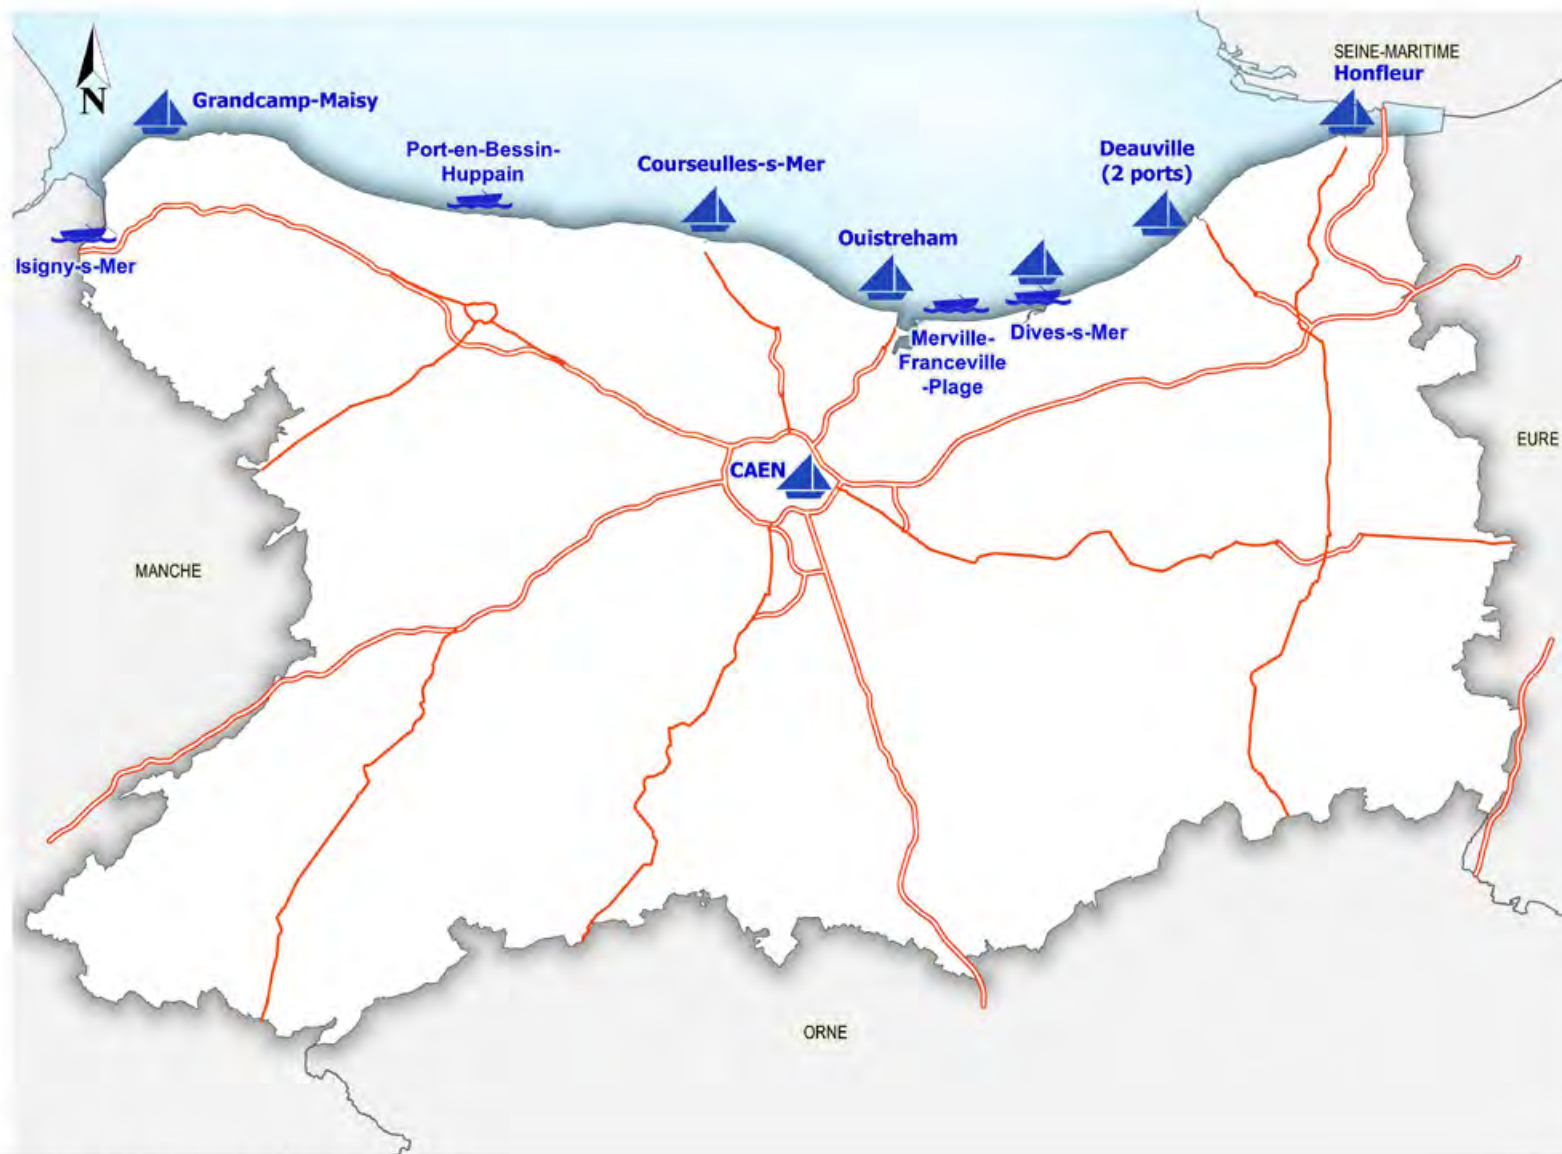 SEINE-MARITIME
Honfleur
N
Grandcamp-Maisy
Port-en-Bessin-
Huppain
Courseulles-s-Mer
Deauville
(2 ports)
Ouistreham
Isigny-s-Mer
Merville-
Franceville
-Plage
Dives-s-Mer
EURE
CAEN
MANCHE
ORNE